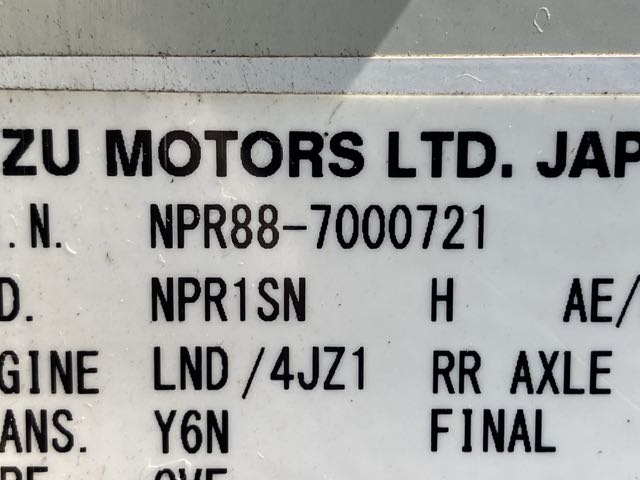 ZU MOTORS LTD. JAP
.N. NPR88-7000721
D. NPR1SN H AE/
GINE LND/4JZ1 RR AXLE
ANS. Y6N FINAL